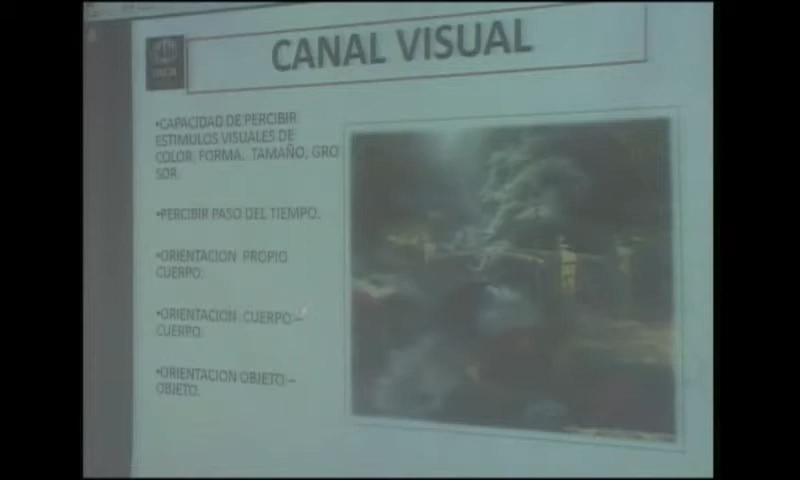 CANAL VISUAL
•CAPACIDAD DE PERCIBIR
ESTIMULOS VISUALES DE
COLOR, FORMA. TAMAÑO, GRO
SOR.
•PERCIBIR PASO DEL TIEMPO.
•ORIENTACION PROPIO
CUERPO.
•ORIENTACION CUERPO –
CUERPO.
•ORIENTACION OBJETO –
OBJETO.